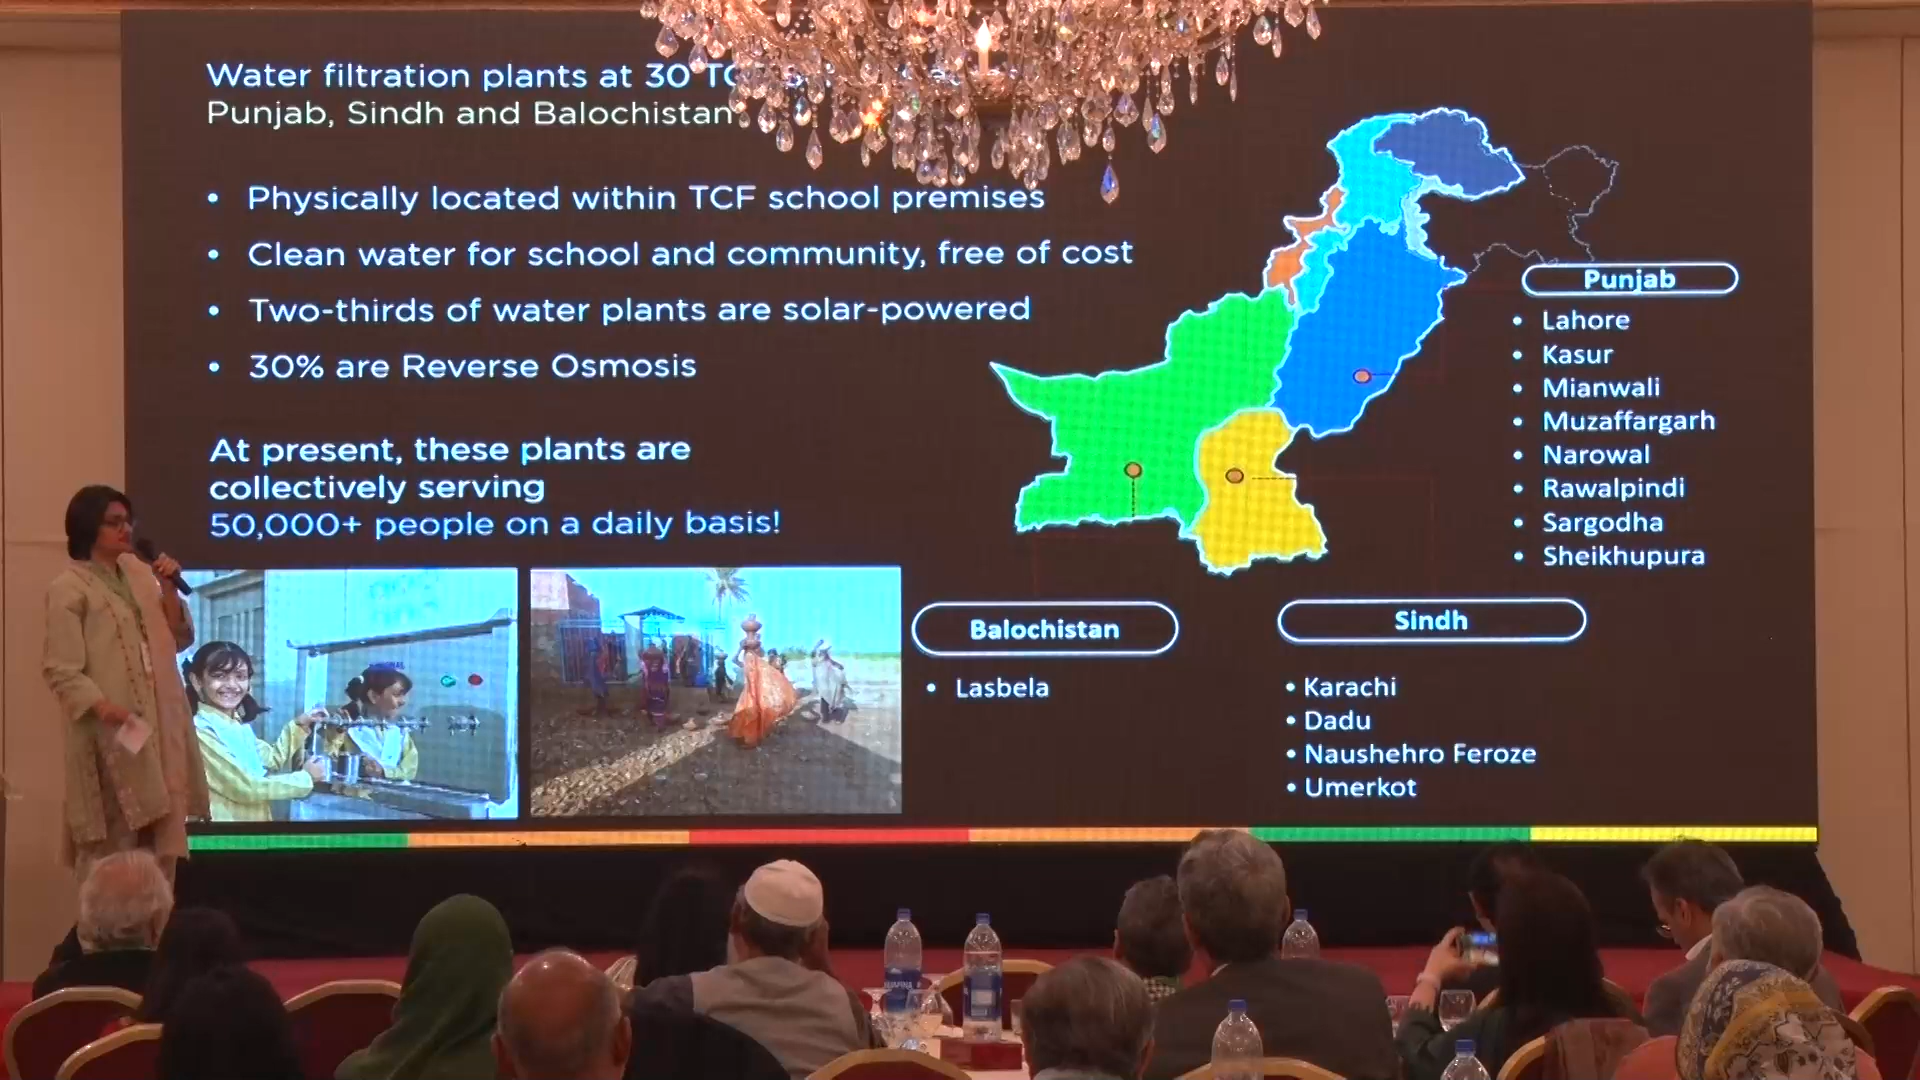 Water filtration plants at 30
Punjab, Sindh and Balochistan
• Physically located within TCF school premises
• Clean water for school and community, free of cost
• Two-thirds of water plants are solar-powered
• 30% are Reverse Osmosis
At present, these plants are
collectively serving
50,000+ people on a daily basis!
Punjab
• Lahore
• Kasur
• Mianwali
• Muzaffargarh
• Narowal
• Rawalpindi
• Sargodha
• Sheikhupura
Balochistan
• Lasbela
Sindh
• Karachi
• Dadu
• Naushehro Feroze
• Umerkot